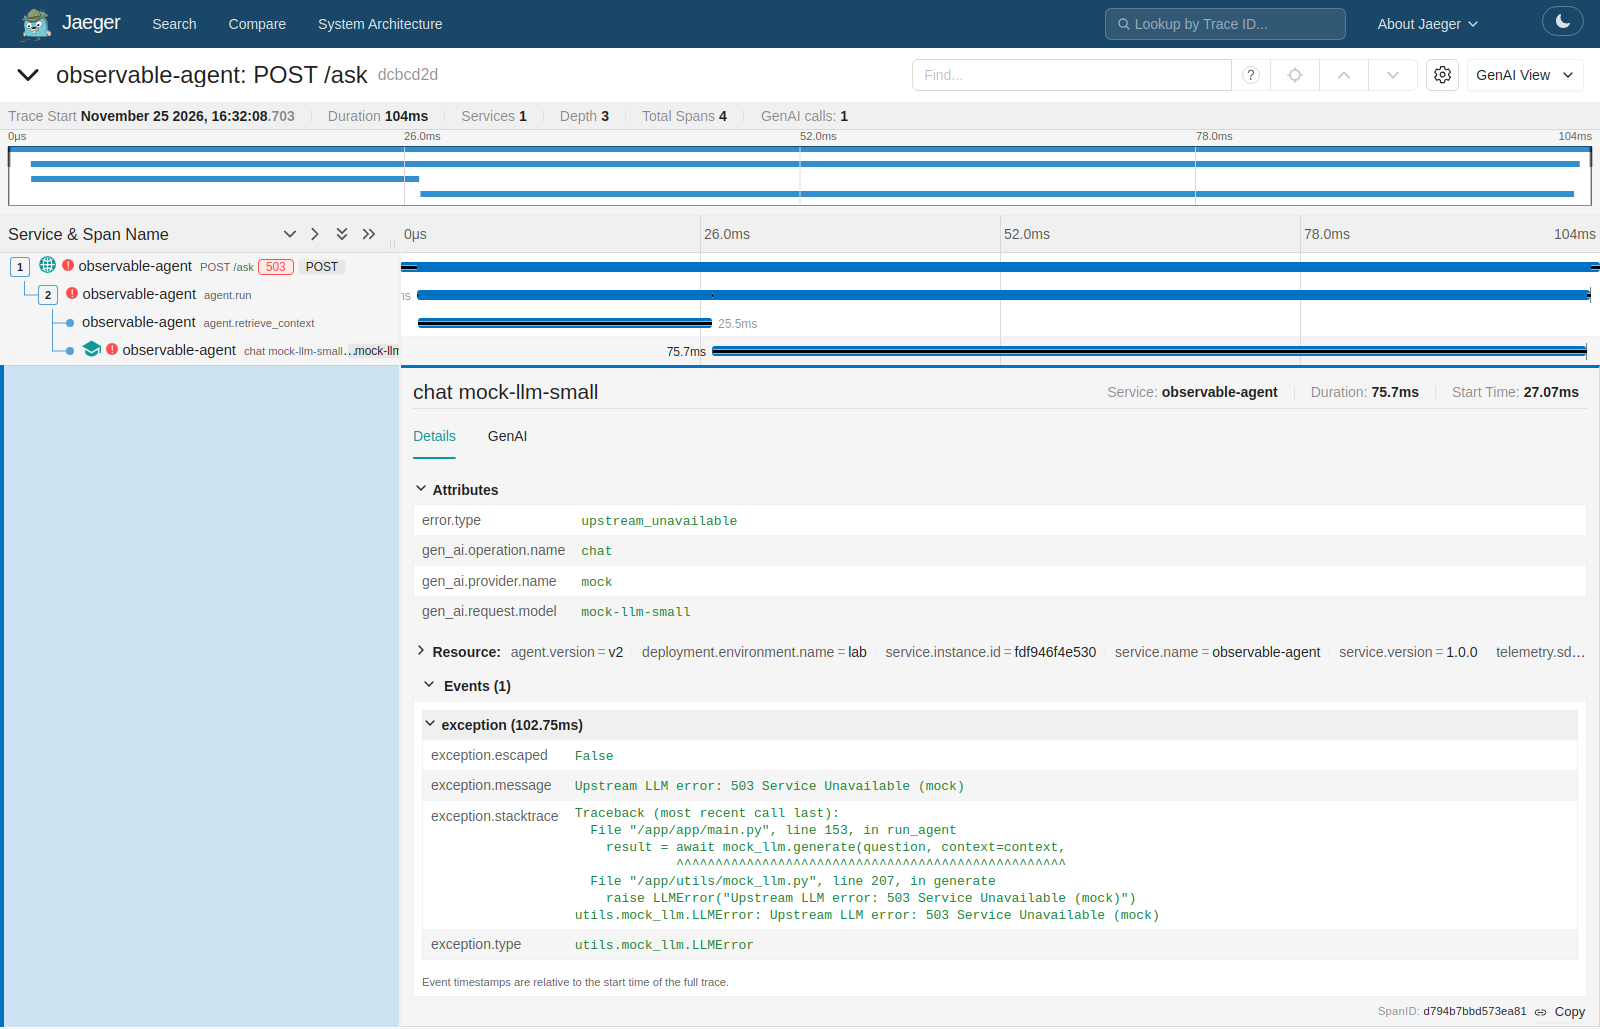 Jaeger
Search
Compare
System Architecture
Lookup by Trace ID...
About Jaeger
observable-agent: POST /ask dcbcd2d
Find...
?
GenAI View
Trace Start November 25 2026, 16:32:08.703
Duration 104ms
Services 1
Depth 3
Total Spans 4
GenAI calls: 1
0μs
26.0ms
52.0ms
78.0ms
104ms
Service & Span Name
0μs
26.0ms
52.0ms
78.0ms
104ms
1 observable-agent POST /ask 503 POST
2 observable-agent agent.run
observable-agent agent.retrieve_context
25.5ms
observable-agent chat mock-llm-small… mock-llm
75.7ms
chat mock-llm-small
Service: observable-agent
Duration: 75.7ms
Start Time: 27.07ms
Details
GenAI
Attributes
error.type upstream_unavailable
gen_ai.operation.name chat
gen_ai.provider.name mock
gen_ai.request.model mock-llm-small
Resource: agent.version = v2 deployment.environment.name = lab service.instance.id = fdf946f4e530 service.name = observable-agent service.version = 1.0.0 telemetry.sd…
Events (1)
exception (102.75ms)
exception.escaped False
exception.message Upstream LLM error: 503 Service Unavailable (mock)
exception.stacktrace Traceback (most recent call last):
File "/app/app/main.py", line 153, in run_agent
result = await mock_llm.generate(question, context=context,
^^^^^^^^^^^^^^^^^^^^^^^^^^^^^^^^^^^^^^^^^^^^^^^^^^
File "/app/utils/mock_llm.py", line 207, in generate
raise LLMError("Upstream LLM error: 503 Service Unavailable (mock)")
utils.mock_llm.LLMError: Upstream LLM error: 503 Service Unavailable (mock)
exception.type utils.mock_llm.LLMError
Event timestamps are relative to the start time of the full trace.
SpanID: d794b7bbd573ea81 Copy